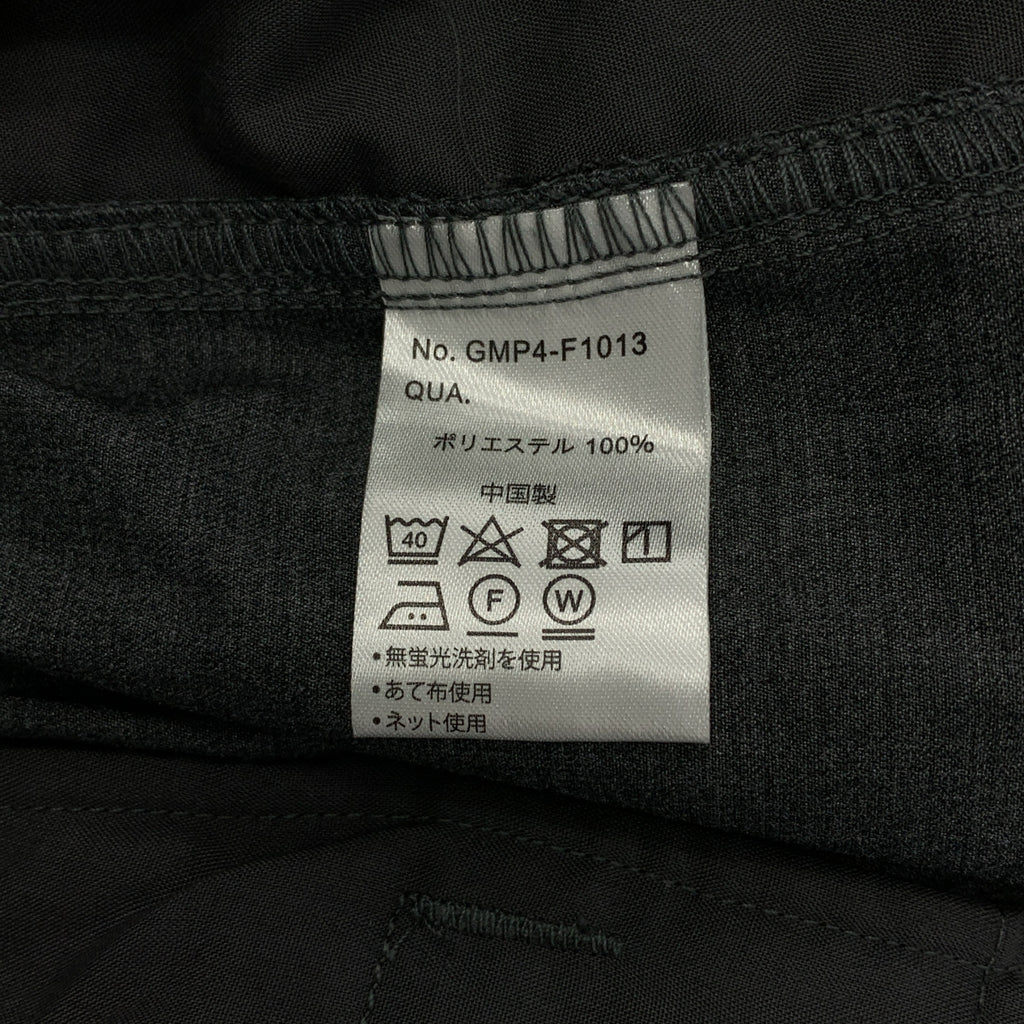 No. GMP4-F1013
QUA.
ポリエステル 100%
中国製
40
F W
•無蛍光洗剤を使用
•あて布使用
•ネット使用